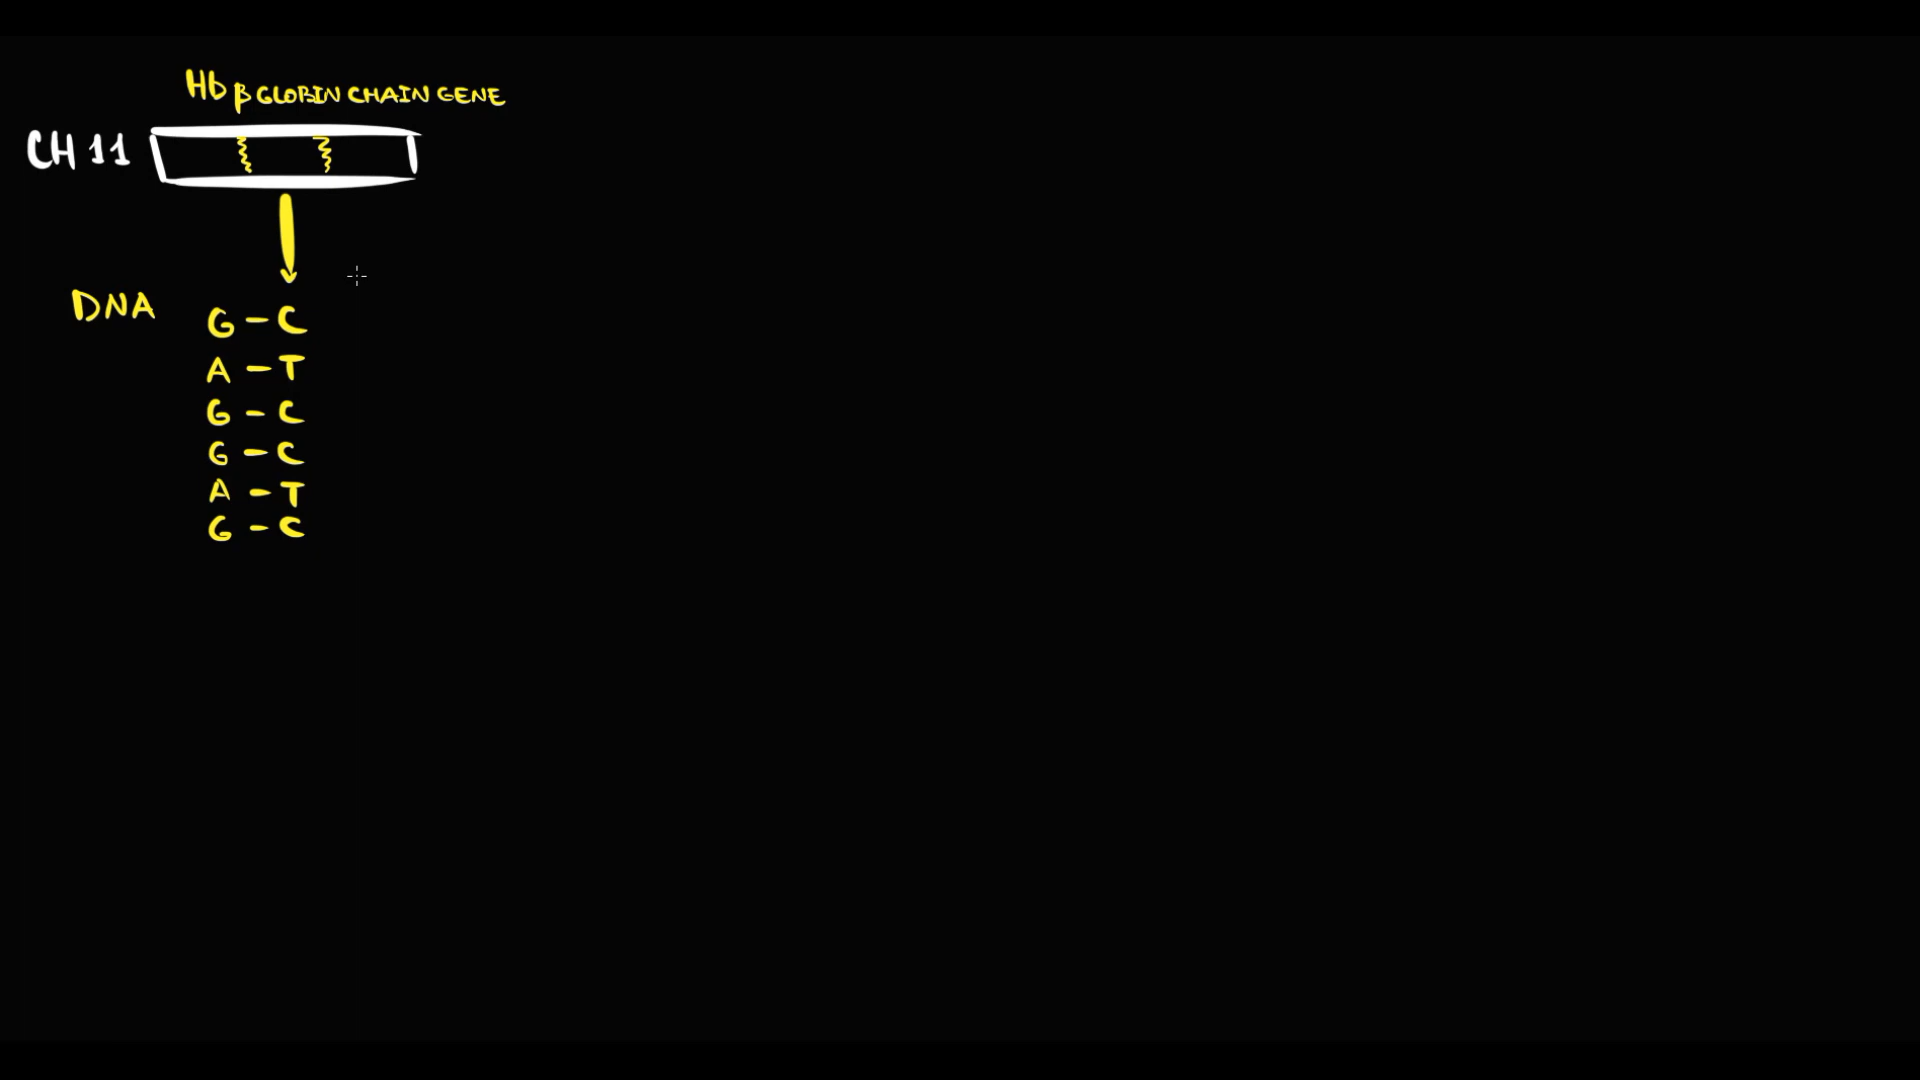 Hb β GLOBIN CHAIN GENE
CH 11
DNA
G - C
A - T
G - C
G - C
A - T
G - C